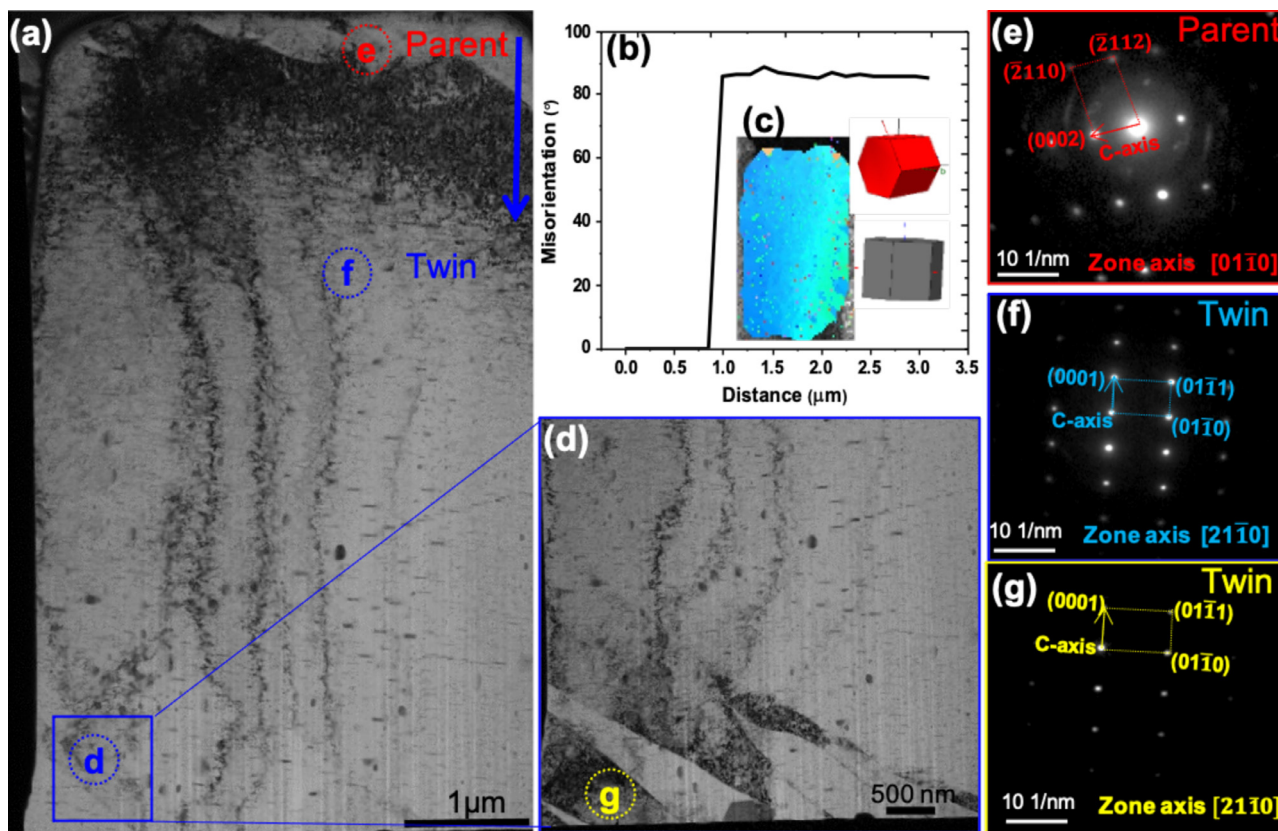 (a)
e Parent
f Twin
d
1μm
(b)
Misorientation (°)
100
80
60
40
20
0
(c)
b
0.0 0.5 1.0 1.5 2.0 2.5 3.0 3.5
Distance (μm)
(d)
g
500 nm
(e) Parent
(2̅112)
(2̅110)
(0002)
C-axis
10 1/nm
Zone axis [011̅0]
(f) Twin
(0001) (011̅1)
C-axis (011̅0)
10 1/nm
Zone axis [211̅0]
(g) Twin
(0001) (011̅1)
C-axis (011̅0)
10 1/nm
Zone axis [211̅0]